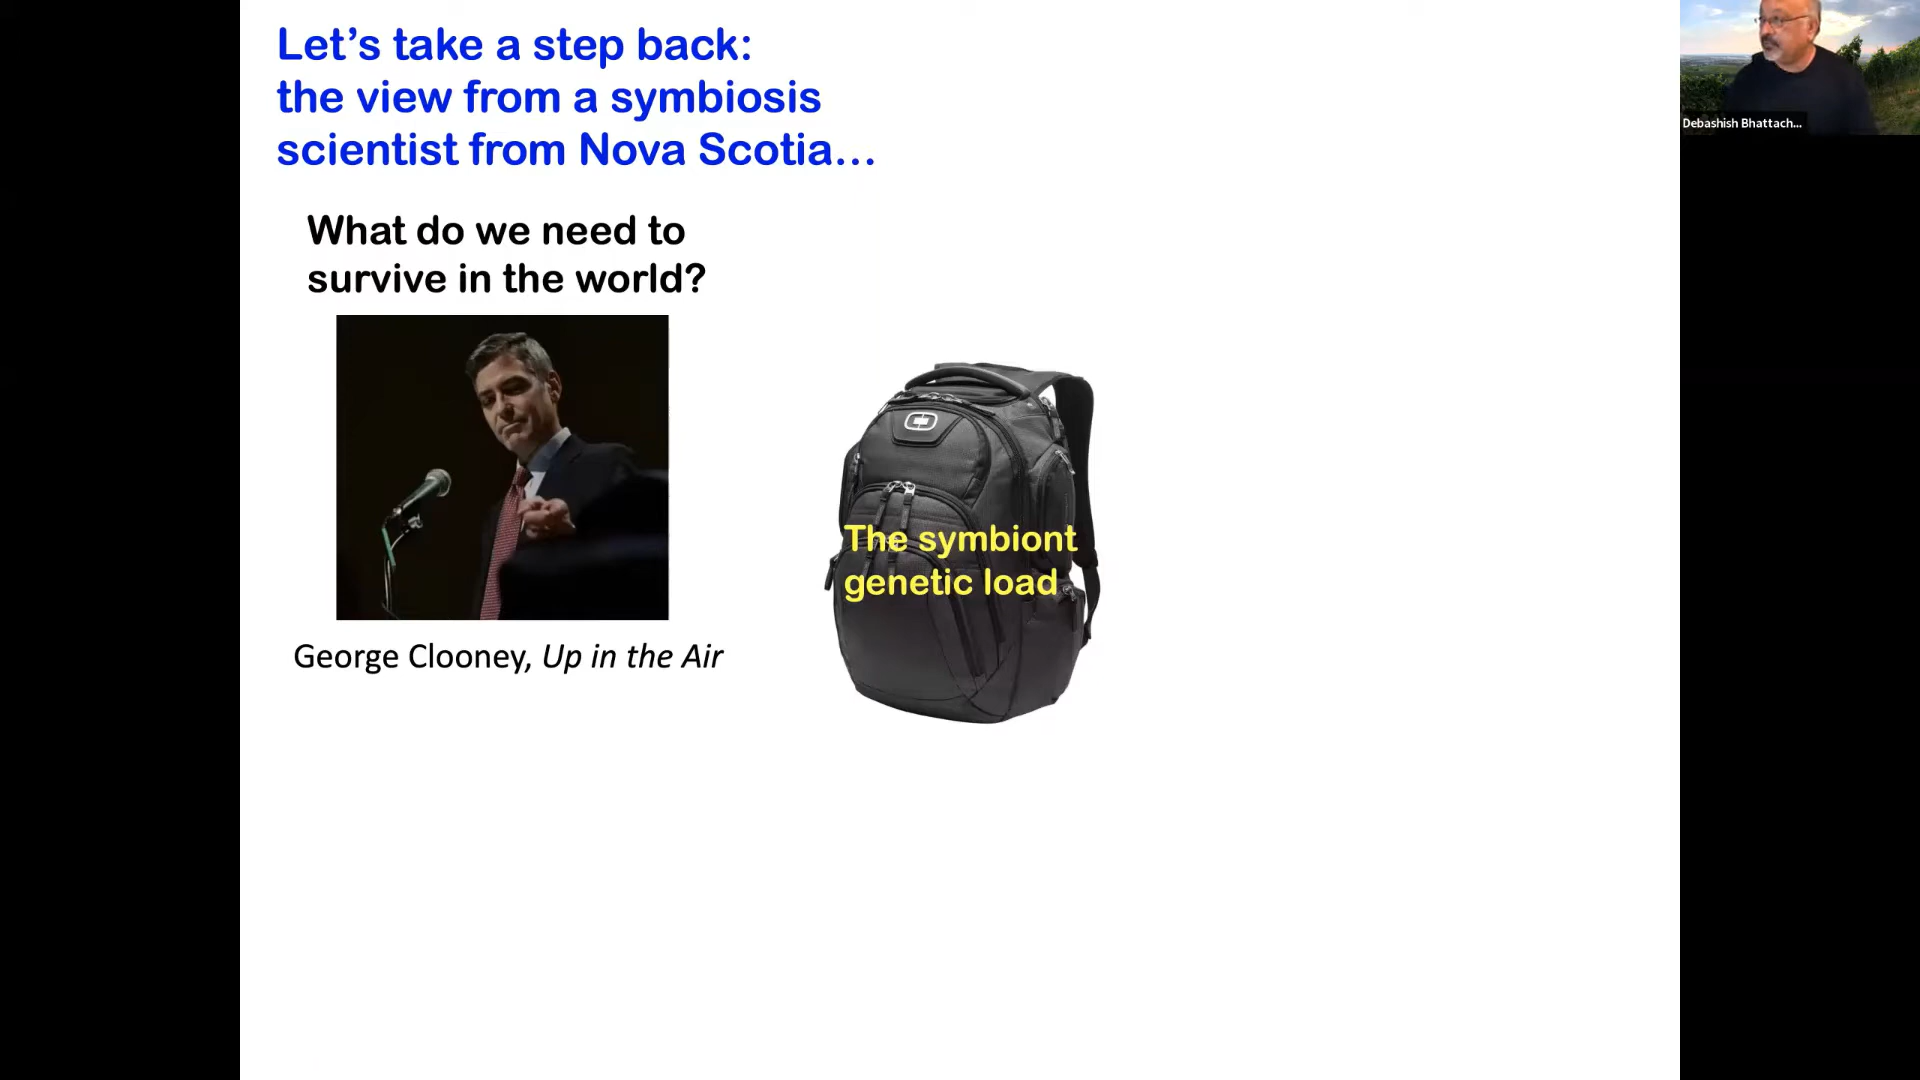 Let’s take a step back:
the view from a symbiosis
scientist from Nova Scotia…
What do we need to
survive in the world?
The symbiont
genetic load
George Clooney, Up in the Air
Debashish Bhattach...